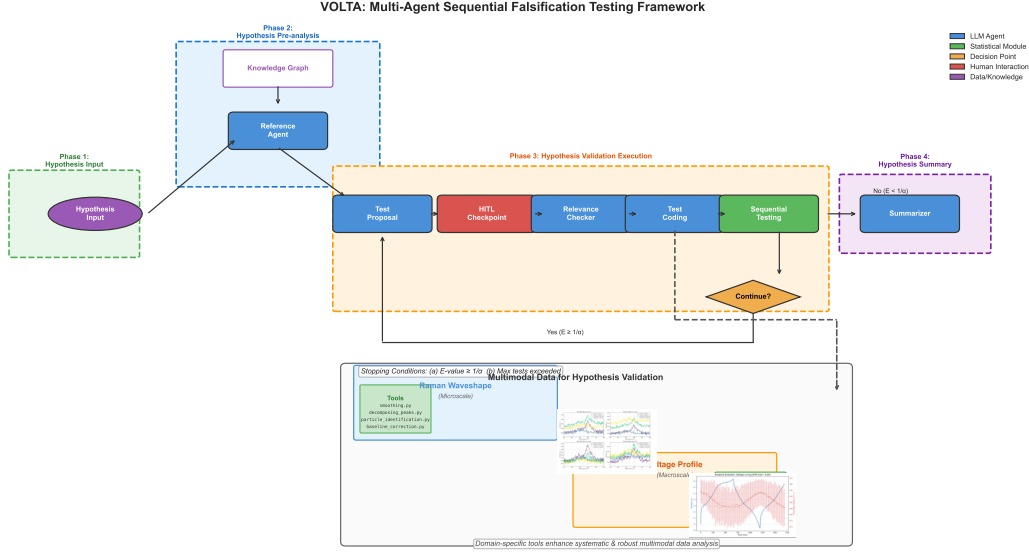 VOLTA: Multi-Agent Sequential Falsification Testing Framework
Phase 2:
Hypothesis Pre-analysis
LLM Agent
Statistical Module
Decision Point
Human Interaction
Data/Knowledge
Knowledge Graph
Reference
Agent
Phase 1:
Hypothesis Input
Hypothesis
Input
Phase 3: Hypothesis Validation Execution
Test
Proposal
HITL
Checkpoint
Relevance
Checker
Test
Coding
Sequential
Testing
Continue?
Phase 4:
Hypothesis Summary
No (E < 1/α)
Summarizer
Yes (E ≥ 1/α)
Stopping Conditions: (a) E-value ≥ 1/α (b) Max tests exceeded
Multimodal Data for Hypothesis Validation
Raman Waveshape
(Microscale)
Tools
smoothing.py
decomposing_peaks.py
particle_identification.py
baseline_correction.py
ltage Profile
(Macroscal
Domain-specific tools enhance systematic & robust multimodal data analysis